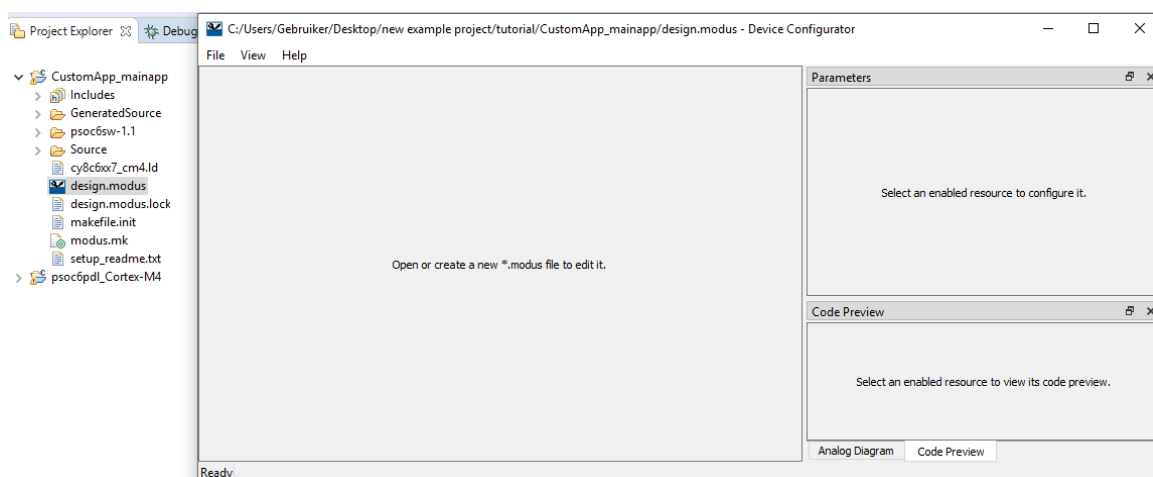 Project Explorer Debug
CustomApp_mainapp
Includes
GeneratedSource
psoc6sw-1.1
Source
cy8c6xx7_cm4.ld
design.modus
design.modus.lock
makefile.init
modus.mk
setup_readme.txt
psoc6pdl_Cortex-M4
C:/Users/Gebruiker/Desktop/new example project/tutorial/CustomApp_mainapp/design.modus - Device Configurator
File View Help
Open or create a new *.modus file to edit it.
Parameters
Select an enabled resource to configure it.
Code Preview
Select an enabled resource to view its code preview.
Analog Diagram Code Preview
Ready